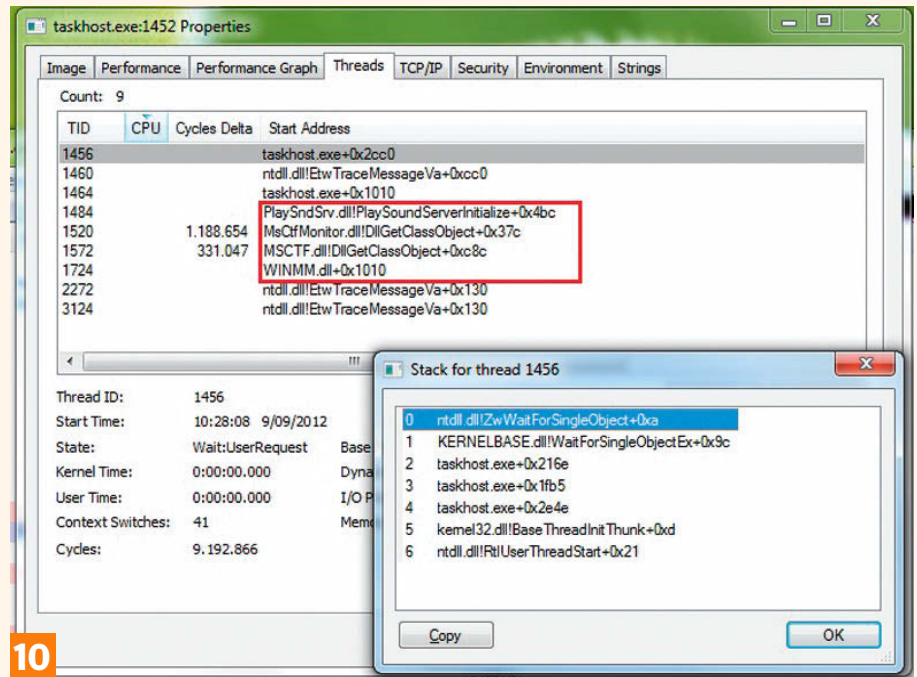 taskhost.exe:1452 Properties
Image Performance Performance Graph Threads TCP/IP Security Environment Strings
Count: 9
TID CPU Cycles Delta Start Address
1456 taskhost.exe+0x2cc0
1460 ntdll.dll!EtwTraceMessageVa+0xcc0
1464 taskhost.exe+0x1010
1484 PlaySndSrv.dll!PlaySoundServerInitialize+0x4bc
1520 1.188.654 MsCtfMonitor.dll!DllGetClassObject+0x37c
1572 331.047 MSCTF.dll!DllGetClassObject+0xc8c
1724 WINMM.dll+0x1010
2272 ntdll.dll!EtwTraceMessageVa+0x130
3124 ntdll.dll!EtwTraceMessageVa+0x130
Thread ID: 1456
Start Time: 10:28:08 9/09/2012
State: Wait:UserRequest Base
Kernel Time: 0:00:00.000 Dyna
User Time: 0:00:00.000 I/O P
Context Switches: 41 Memo
Cycles: 9.192.866
Stack for thread 1456
0 ntdll.dll!ZwWaitForSingleObject+0xa
1 KERNELBASE.dll!WaitForSingleObjectEx+0x9c
2 taskhost.exe+0x216e
3 taskhost.exe+0x1fb5
4 taskhost.exe+0x2e4e
5 kernel32.dll!BaseThreadInitThunk+0xd
6 ntdll.dll!RtlUserThreadStart+0x21
Copy OK
10